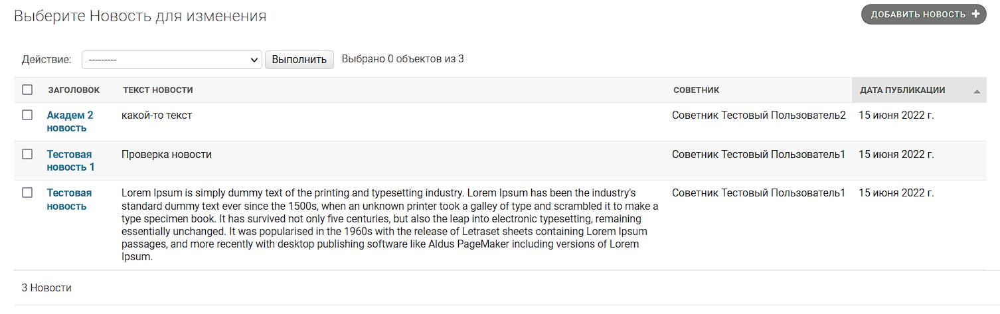 Выберите Новость для изменения
ДОБАВИТЬ НОВОСТЬ +
Действие: --------- Выполнить Выбрано 0 объектов из 3
ЗАГОЛОВОК ТЕКСТ НОВОСТИ СОВЕТНИК ДАТА ПУБЛИКАЦИИ
Академ 2 какой-то текст Советник Тестовый Пользователь2 15 июня 2022 г.
новость
Тестовая Проверка новости Советник Тестовый Пользователь1 15 июня 2022 г.
новость 1
Тестовая Lorem Ipsum is simply dummy text of the printing and typesetting industry. Lorem Ipsum has been the industry's Советник Тестовый Пользователь1 15 июня 2022 г.
новость standard dummy text ever since the 1500s, when an unknown printer took a galley of type and scrambled it to make a
type specimen book. It has survived not only five centuries, but also the leap into electronic typesetting, remaining
essentially unchanged. It was popularised in the 1960s with the release of Letraset sheets containing Lorem Ipsum
passages, and more recently with desktop publishing software like Aldus PageMaker including versions of Lorem
Ipsum.
3 Новости